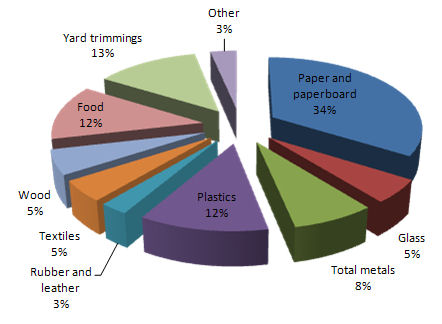 Other
3%
Yard trimmings
13%
Paper and
paperboard
34%
Food
12%
Wood
5%
Plastics
12%
Glass
5%
Textiles
5%
Total metals
8%
Rubber and
leather
3%